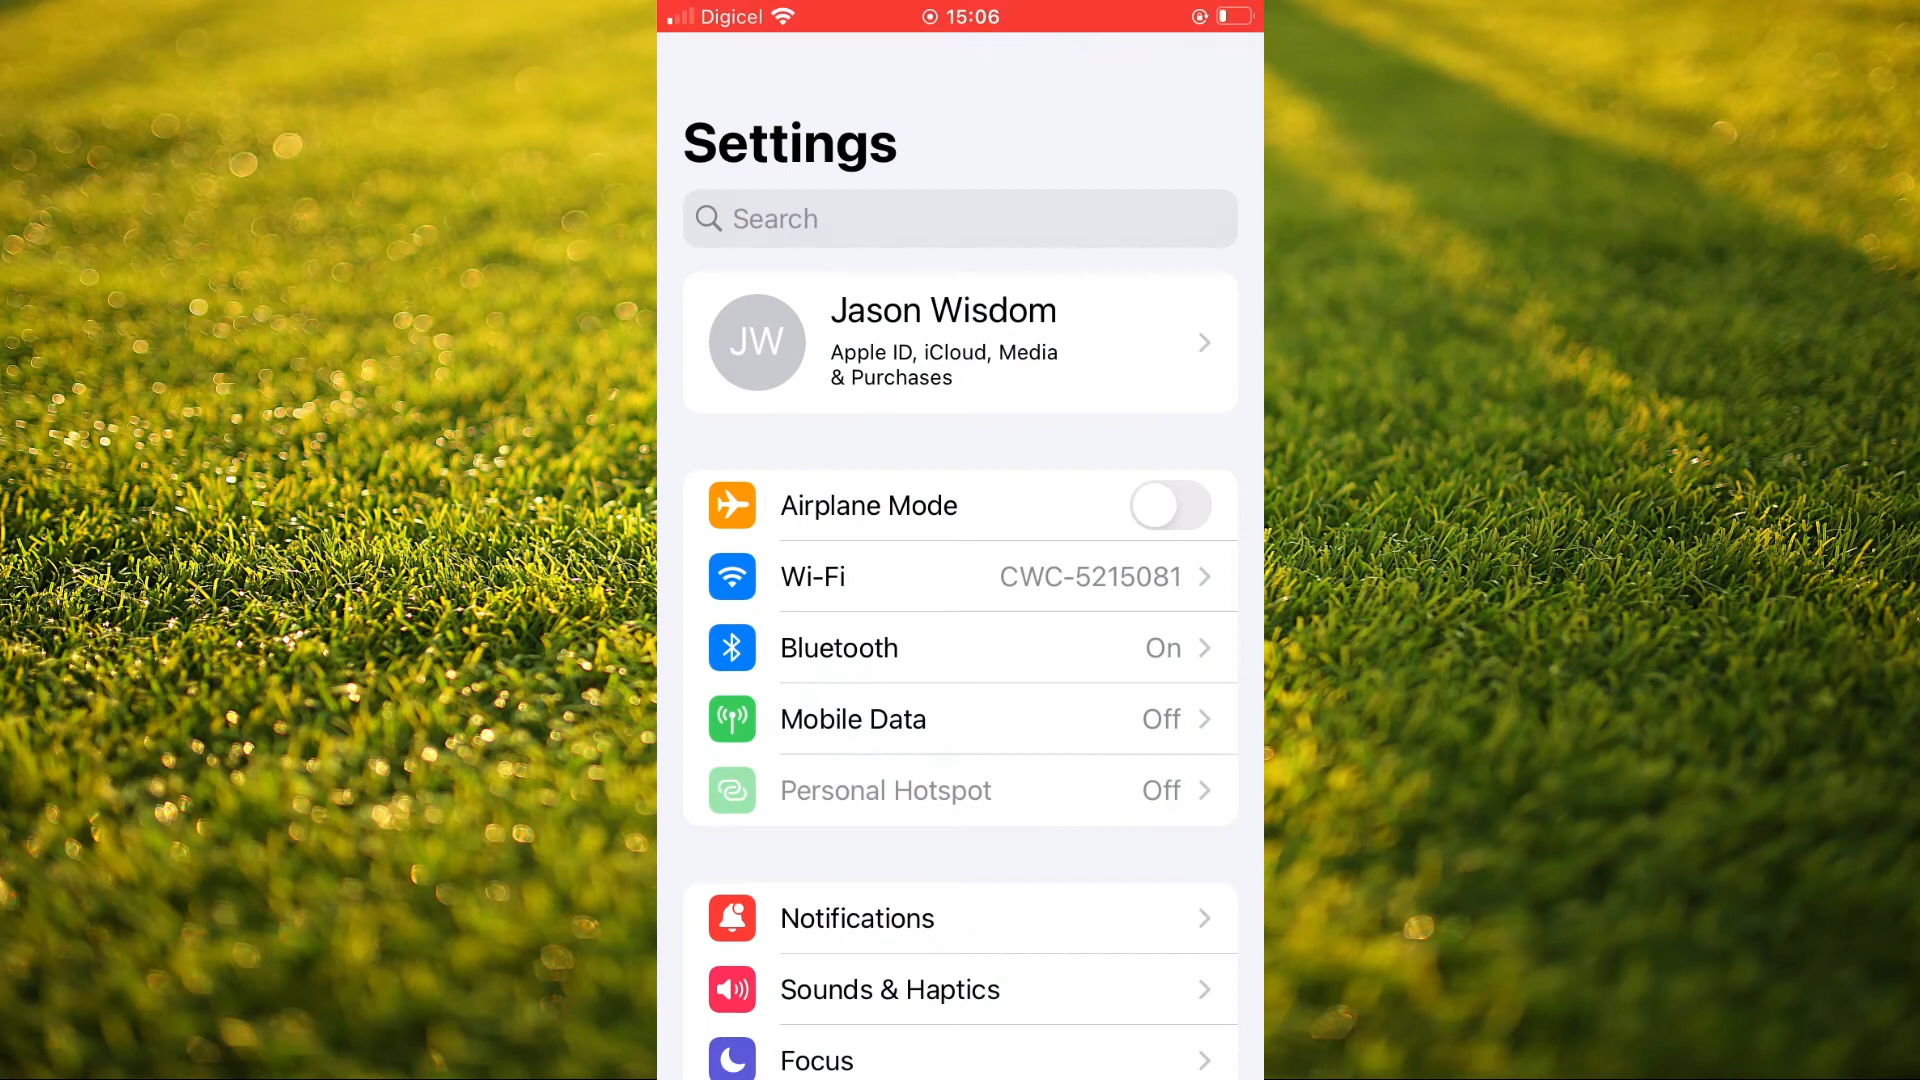 Digicel 15:06
Settings
Search
JW
Jason Wisdom
Apple ID, iCloud, Media
& Purchases
Airplane Mode
Wi-Fi CWC-5215081
Bluetooth On
Mobile Data Off
Personal Hotspot Off
Notifications
Sounds & Haptics
Focus